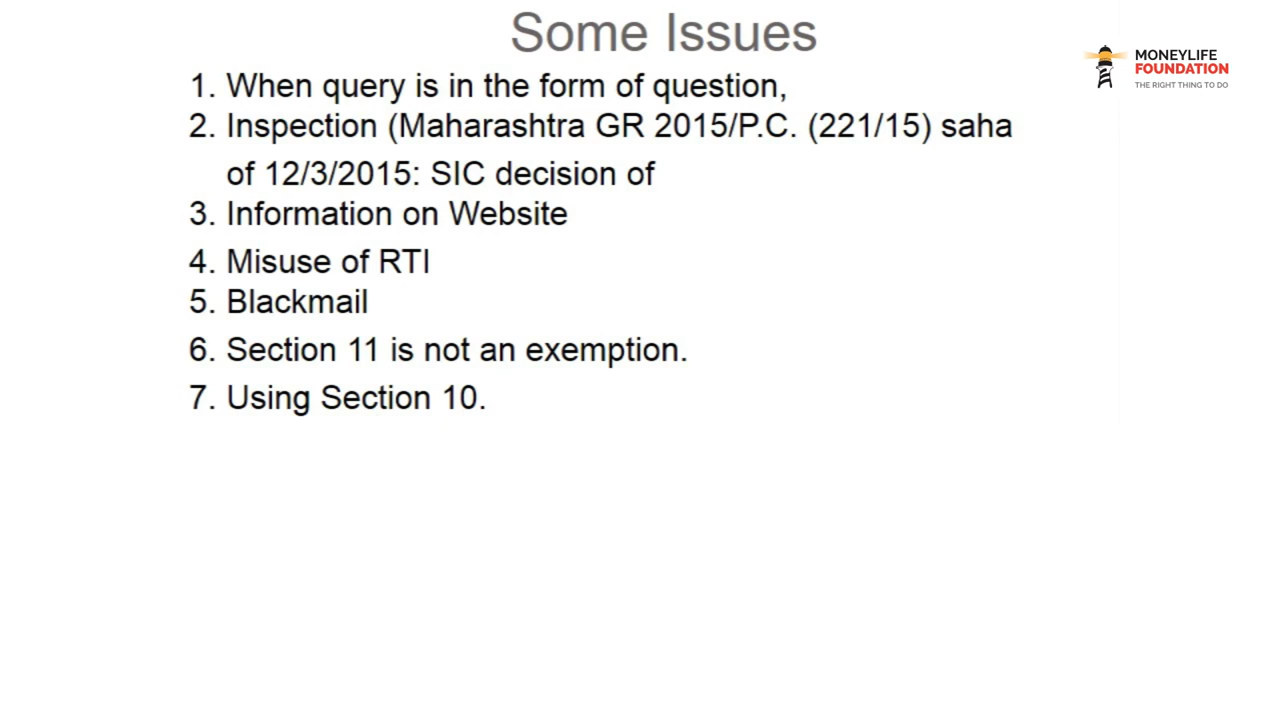 Some Issues
MONEYLIFE
FOUNDATION
THE RIGHT THING TO DO
1. When query is in the form of question,
2. Inspection (Maharashtra GR 2015/P.C. (221/15) saha
of 12/3/2015: SIC decision of
3. Information on Website
4. Misuse of RTI
5. Blackmail
6. Section 11 is not an exemption.
7. Using Section 10.